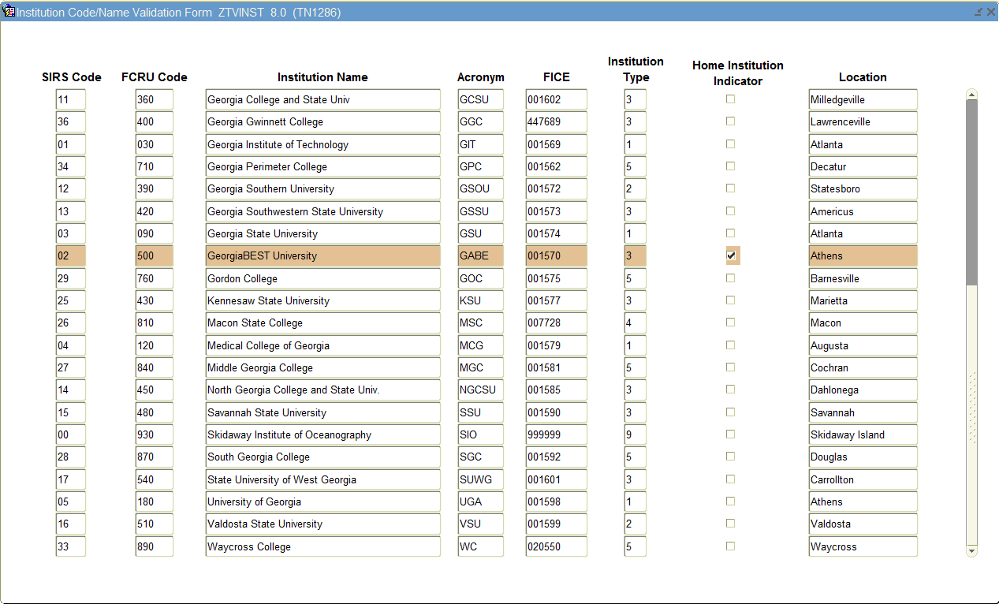 Institution Code/Name Validation Form ZTVINST 8.0 (TN1286)
SIRS Code FCRU Code Institution Name Acronym FICE Institution Type Home Institution Indicator Location
11 360 Georgia College and State Univ GCSU 001602 3 Milledgeville
36 400 Georgia Gwinnett College GGC 447689 3 Lawrenceville
01 030 Georgia Institute of Technology GIT 001569 1 Atlanta
34 710 Georgia Perimeter College GPC 001562 5 Decatur
12 390 Georgia Southern University GSOU 001572 2 Statesboro
13 420 Georgia Southwestern State University GSSU 001573 3 Americus
03 090 Georgia State University GSU 001574 1 Atlanta
02 500 GeorgiaBEST University GABE 001570 3 Athens
29 760 Gordon College GOC 001575 5 Barnesville
25 430 Kennesaw State University KSU 001577 3 Marietta
26 810 Macon State College MSC 007728 4 Macon
04 120 Medical College of Georgia MCG 001579 1 Augusta
27 840 Middle Georgia College MGC 001581 5 Cochran
14 450 North Georgia College and State Univ. NGCSU 001585 3 Dahlonega
15 480 Savannah State University SSU 001590 3 Savannah
00 930 Skidaway Institute of Oceanography SIO 999999 9 Skidaway Island
28 870 South Georgia College SGC 001592 5 Douglas
17 540 State University of West Georgia SUWG 001601 3 Carrollton
05 180 University of Georgia UGA 001598 1 Athens
16 510 Valdosta State University VSU 001599 2 Valdosta
33 890 Waycross College WC 020550 5 Waycross